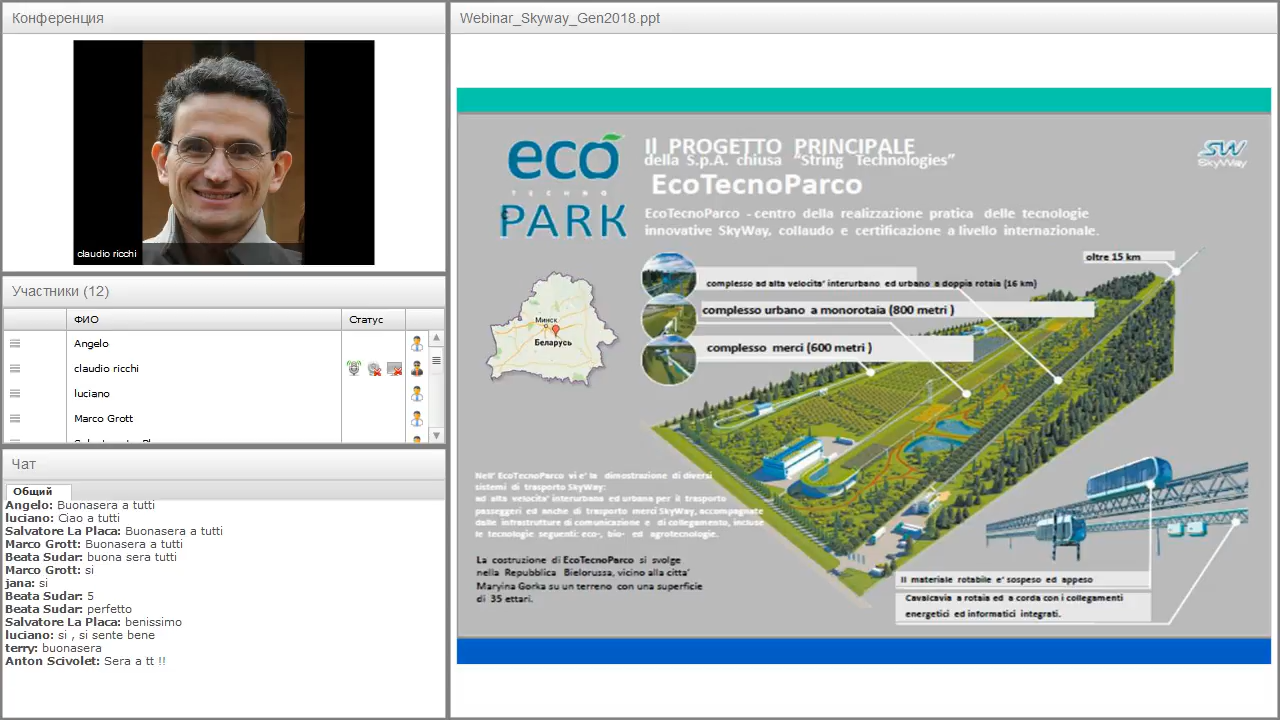 Конференция
claudio ricchi
Участники (12)
ФИО
Статус
Angelo
claudio ricchi
luciano
Marco Grott
Чат
Общий
Angelo: Buonasera a tutti
luciano: Ciao a tutti
Salvatore La Placa: Buonasera a tutti
Marco Grott: Buonasera a tutti
Beata Sudar: buona sera tutti
Marco Grott: si
jana: si
Beata Sudar: 5
Beata Sudar: perfetto
Salvatore La Placa: benissimo
luciano: si , si sente bene
terry: buonasera
Anton Scivolet: Sera a tt !!
Webinar_Skyway_Gen2018.ppt
eco
TECHNO
PARK
Il PROGETTO PRINCIPALE
della S.p.A. chiusa “String Technologies”
EcoTecnoParco
EcoTecnoParco - centro della realizzazione pratica delle tecnologie
innovative SkyWay, collaudo e certificazione a livello internazionale.
SW
SkyWay
oltre 15 km
complesso ad alta velocita' interurbano ed urbano a doppia rotaia (16 km)
complesso urbano a monorotaia (800 metri )
complesso merci (600 metri )
Минск
Беларусь
Nell' EcoTecnoParco vi e' la dimostrazione di diversi
sistemi di trasporto SkyWay:
ad alta velocita' interurbana ed urbana per il trasporto
passeggeri ed anche di trasporto merci SkyWay, accompagnate
dalle infrastrutture di comunicazione e di collegamento, incluse
le tecnologie seguenti: eco-, bio- ed agrotecnologie.
La costruzione di EcoTecnoParco si svolge
nella Repubblica Bielorussa, vicino alla citta'
Maryina Gorka su un terreno con una superficie
di 35 ettari.
Il materiale rotabile e' sospeso ed appeso
Cavalcavia a rotaia ed a corda con i collegamenti
energetici ed informatici integrati.